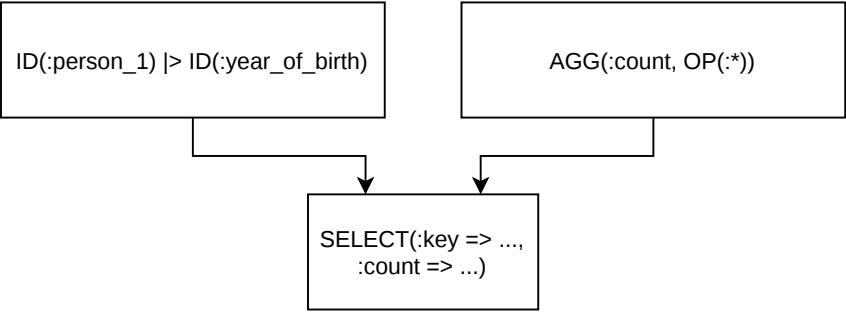 ID(:person_1) |> ID(:year_of_birth)
AGG(:count, OP(:*))
SELECT(:key => ...,
:count => ...)